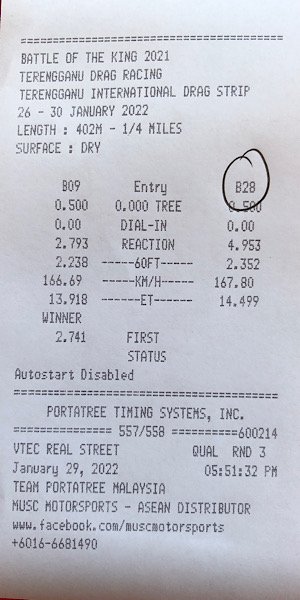 =====================================
BATTLE OF THE KING 2021
TERENGGANU DRAG RACING
TERENGGANU INTERNATIONAL DRAG STRIP
26 - 30 JANUARY 2022
LENGTH : 402M - 1/4 MILES
SURFACE : DRY
B09 Entry B28
0.500 0.000 TREE 0.500
0.00 DIAL-IN 0.00
2.793 REACTION 4.953
2.238 -----60FT----- 2.352
166.69 -----KM/H----- 167.80
13.918 ------ET------ 14.499
WINNER
2.741 FIRST
STATUS
Autostart Disabled
=====================================
PORTATREE TIMING SYSTEMS, INC.
============== 557/558 ==========600214
VTEC REAL STREET QUAL RND 3
January 29, 2022 05:51:32 PM
TEAM PORTATREE MALAYSIA
MUSC MOTORSPORTS - ASEAN DISTRIBUTOR
www.facebook.com/muscmotorsports
+6016-6681490